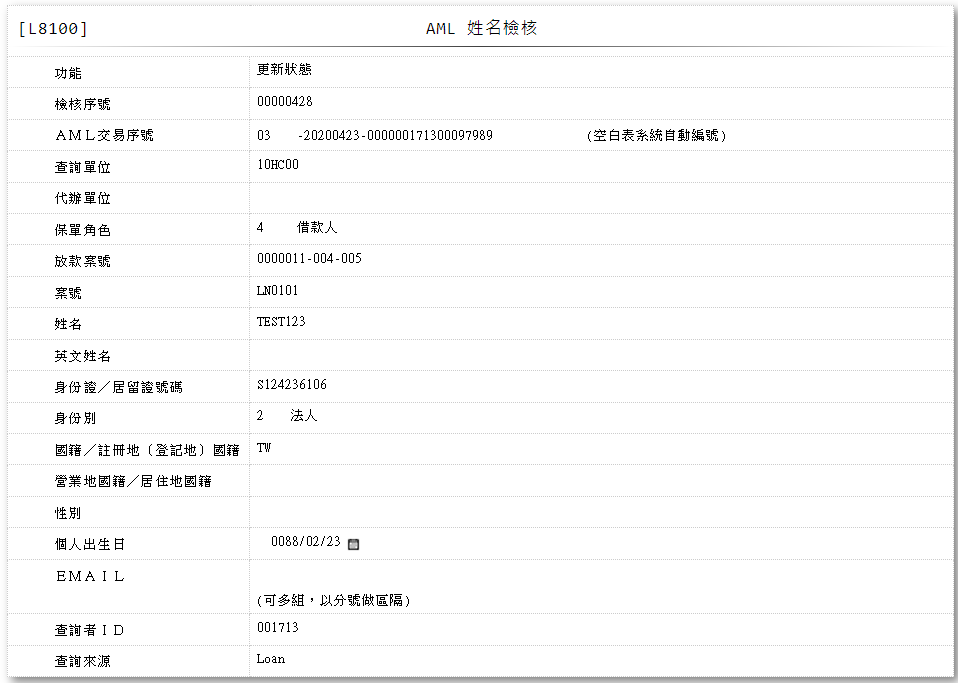 [L8100] AML 姓名檢核
功能 更新狀態
檢核序號 00000428
ＡＭＬ交易序號 03 -20200423-000000171300097989 (空白表系統自動編號)
查詢單位 10HC00
代辦單位
保單角色 4 借款人
放款案號 0000011-004-005
案號 LN0101
姓名 TEST123
英文姓名
身份證／居留證號碼 S124236106
身份別 2 法人
國籍／註冊地〔登記地〕國籍 TW
營業地國籍／居住地國籍
性別
個人出生日 0088/02/23
ＥＭＡＩＬ
(可多組，以分號做區隔)
查詢者ＩＤ 001713
查詢來源 Loan